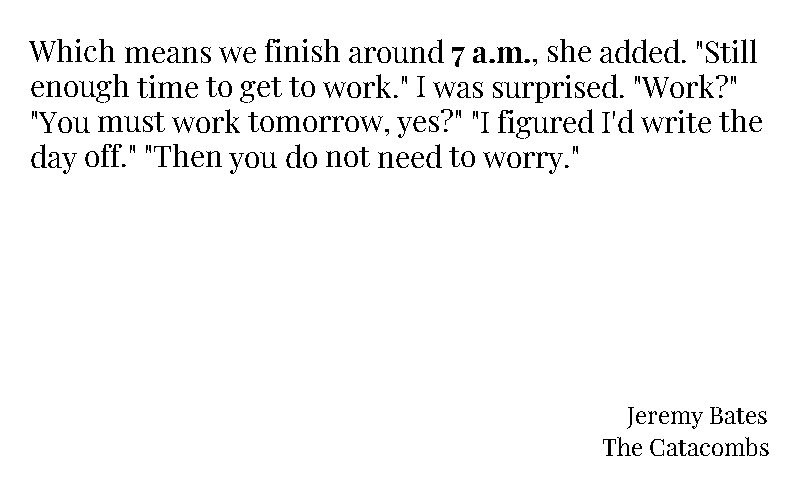 Which means we finish around 7 a.m., she added. "Still
enough time to get to work." I was surprised. "Work?"
"You must work tomorrow, yes?" "I figured I'd write the
day off." "Then you do not need to worry."
Jeremy Bates
The Catacombs